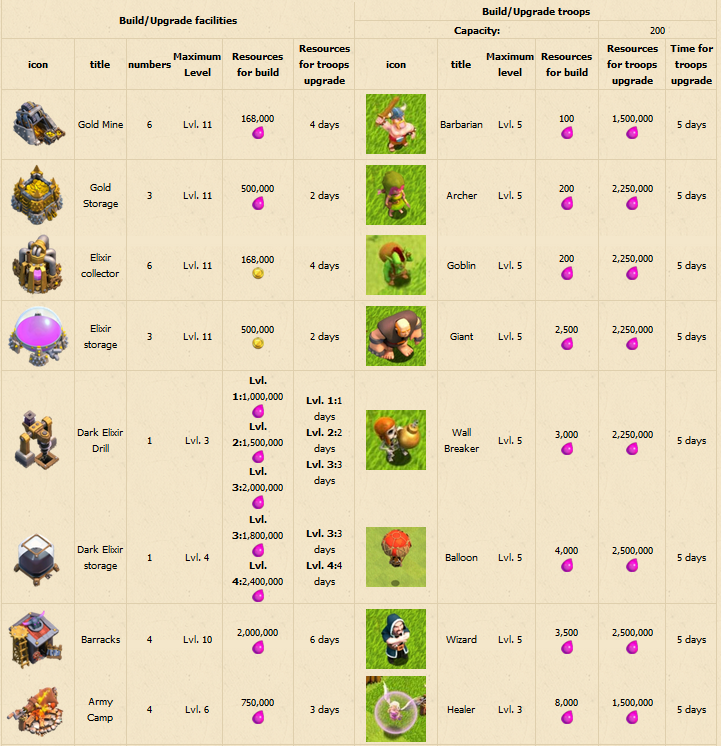 Build/Upgrade facilities
Build/Upgrade troops
Capacity: 200
icon title numbers Maximum Level Resources for build Resources for troops upgrade
icon title Maximum level Resources for build Resources for troops upgrade Time for troops upgrade
Gold Mine 6 Lvl. 11 168,000 4 days
Barbarian Lvl. 5 100 1,500,000 5 days
Gold Storage 3 Lvl. 11 500,000 2 days
Archer Lvl. 5 200 2,250,000 5 days
Elixir collector 6 Lvl. 11 168,000 4 days
Goblin Lvl. 5 200 2,250,000 5 days
Elixir storage 3 Lvl. 11 500,000 2 days
Giant Lvl. 5 2,500 2,250,000 5 days
Dark Elixir Drill 1 Lvl. 3 Lvl. 1:1,000,000 Lvl. 2:1,500,000 Lvl. 3:2,000,000 Lvl. 1:1 days Lvl. 2:2 days Lvl. 3:3 days
Wall Breaker Lvl. 5 3,000 2,250,000 5 days
Dark Elixir storage 1 Lvl. 4 Lvl. 3:1,800,000 Lvl. 4:2,400,000 Lvl. 3:3 days Lvl. 4:4 days
Balloon Lvl. 5 4,000 2,500,000 5 days
Barracks 4 Lvl. 10 2,000,000 6 days
Wizard Lvl. 5 3,500 2,500,000 5 days
Army Camp 4 Lvl. 6 750,000 3 days
Healer Lvl. 3 8,000 1,500,000 5 days